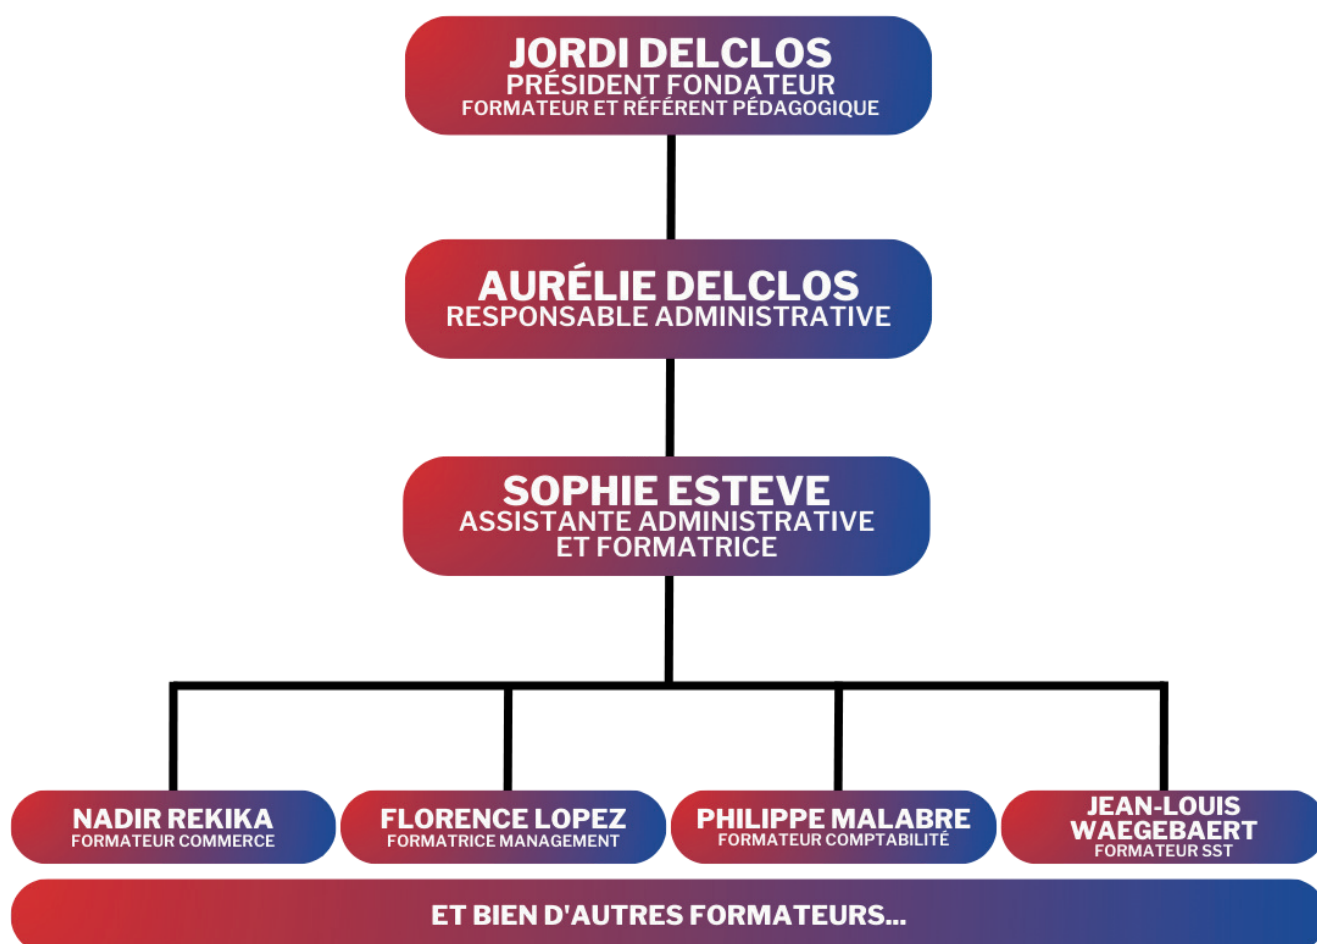 JORDI DELCLOS
PRÉSIDENT FONDATEUR
FORMATEUR ET RÉFÉRENT PÉDAGOGIQUE
AURÉLIE DELCLOS
RESPONSABLE ADMINISTRATIVE
SOPHIE ESTEVE
ASSISTANTE ADMINISTRATIVE
ET FORMATRICE
NADIR REKIKA
FORMATEUR COMMERCE
FLORENCE LOPEZ
FORMATRICE MANAGEMENT
PHILIPPE MALABRE
FORMATEUR COMPTABILITÉ
JEAN-LOUIS
WAEGEBAERT
FORMATEUR SST
ET BIEN D'AUTRES FORMATEURS...